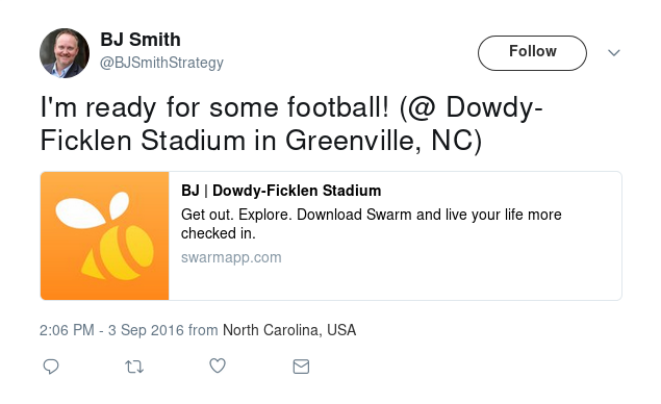 BJ Smith
@BJSmithStrategy
Follow
I'm ready for some football! (@ Dowdy-
Ficklen Stadium in Greenville, NC)
BJ | Dowdy-Ficklen Stadium
Get out. Explore. Download Swarm and live your life more
checked in.
swarmapp.com
2:06 PM - 3 Sep 2016 from North Carolina, USA